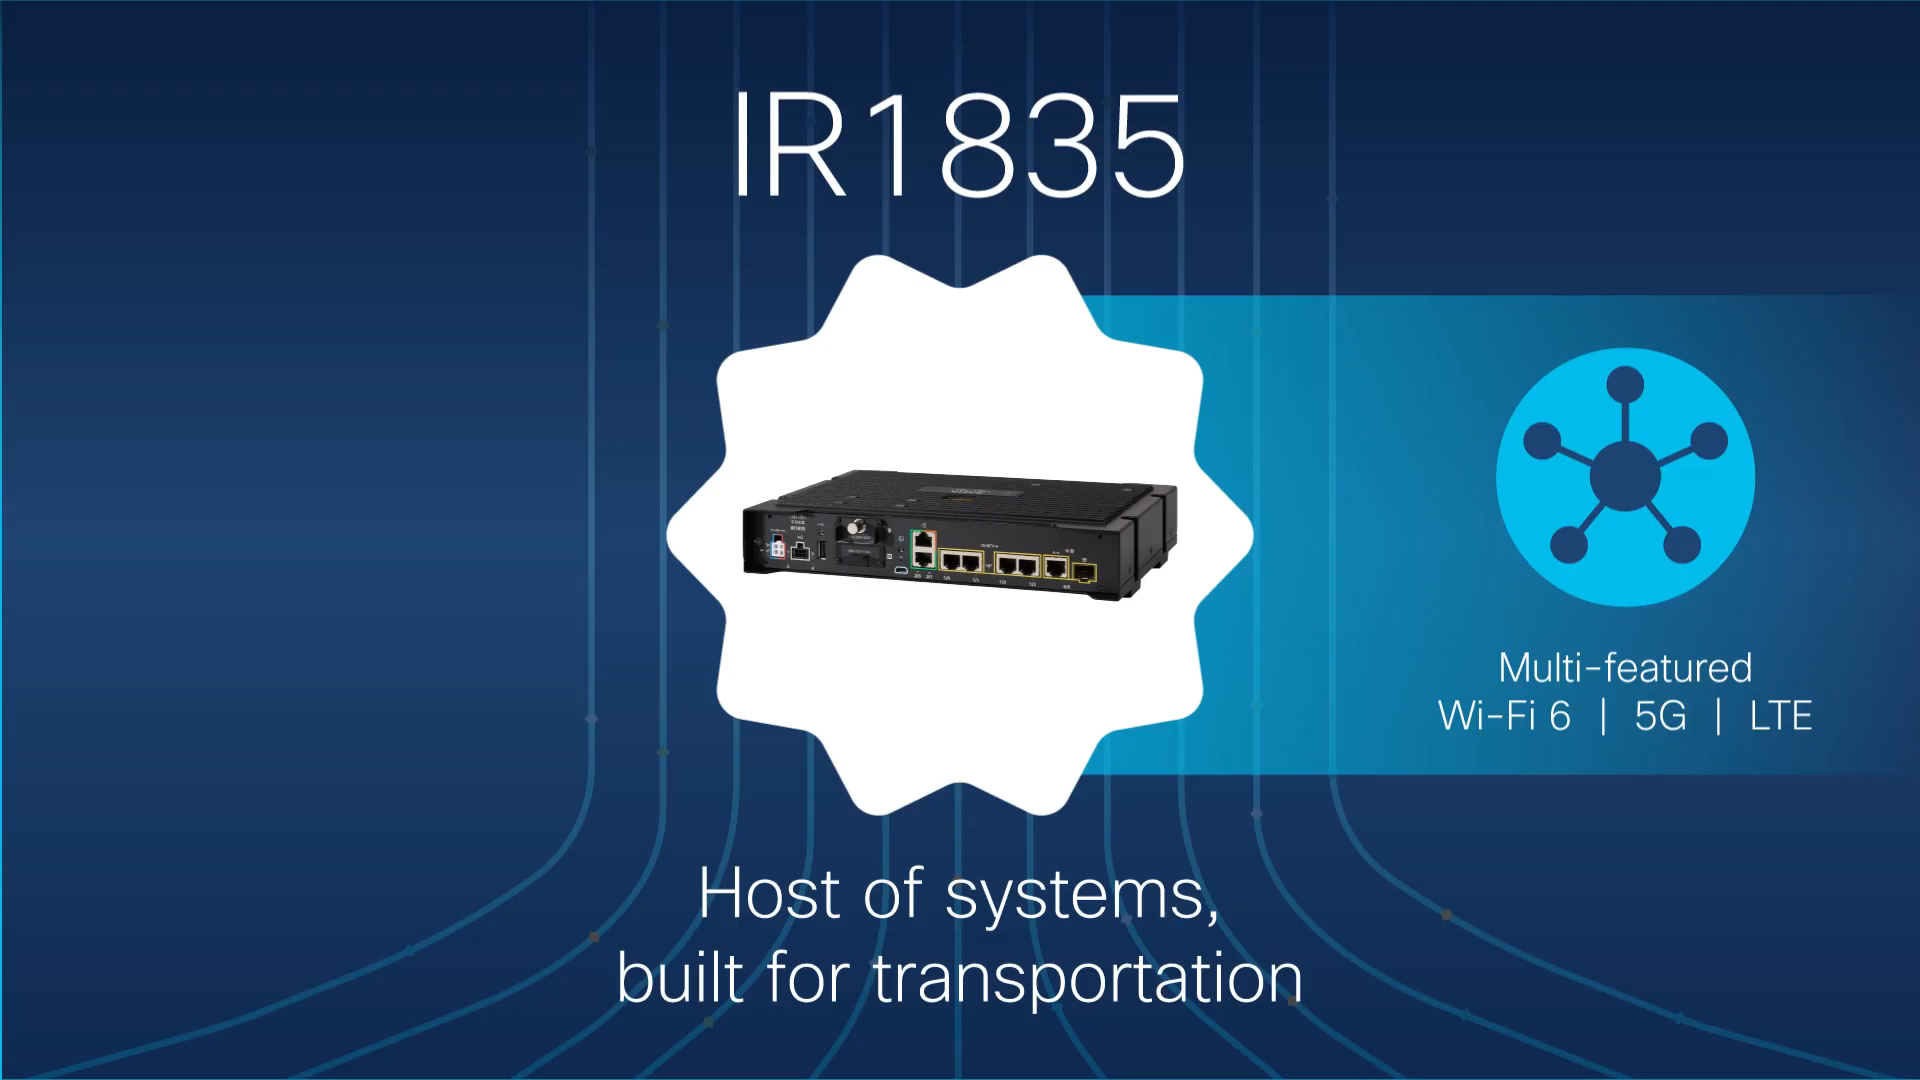 IR1835
Multi-featured
Wi-Fi 6 | 5G | LTE
Host of systems,
built for transportation